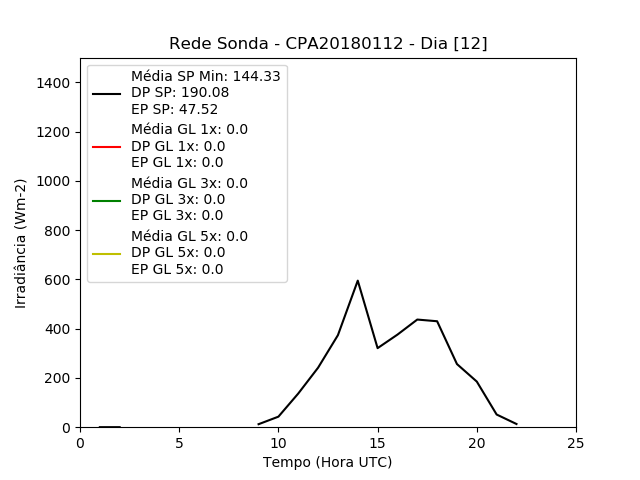 Rede Sonda - CPA20180112 - Dia [12]
Média SP Min: 144.33
DP SP: 190.08
EP SP: 47.52
Média GL 1x: 0.0
DP GL 1x: 0.0
EP GL 1x: 0.0
Média GL 3x: 0.0
DP GL 3x: 0.0
EP GL 3x: 0.0
Média GL 5x: 0.0
DP GL 5x: 0.0
EP GL 5x: 0.0
Irradiância (Wm-2)
1400
1200
1000
800
600
400
200
0
0 5 10 15 20 25
Tempo (Hora UTC)